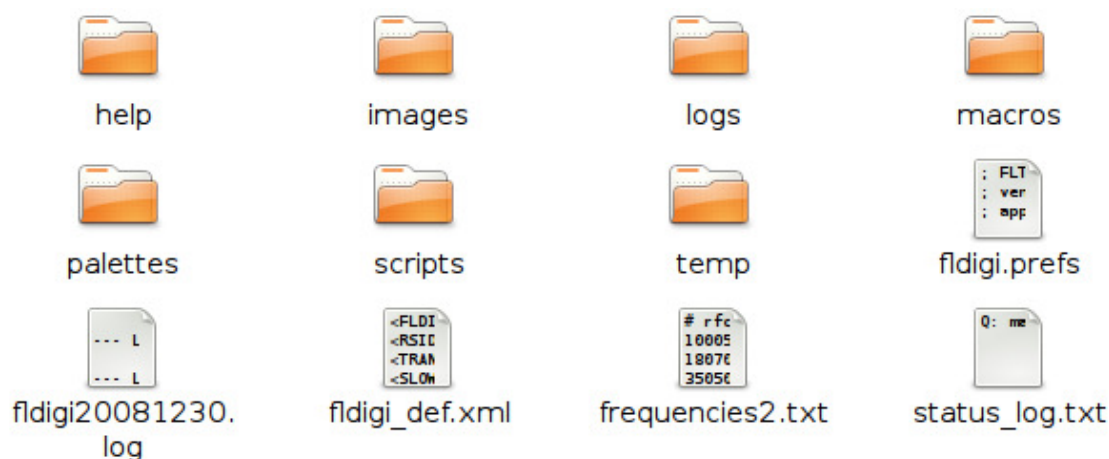 help
images
logs
macros
; FLT
; ver
; app
palettes
scripts
temp
fldigi.prefs
--- L
--- L
<FLDI
<RSID
<TRAN
<SLOW
# rfc
10005
18070
35050
Q: me
fldigi20081230.
log
fldigi_def.xml
frequencies2.txt
status_log.txt